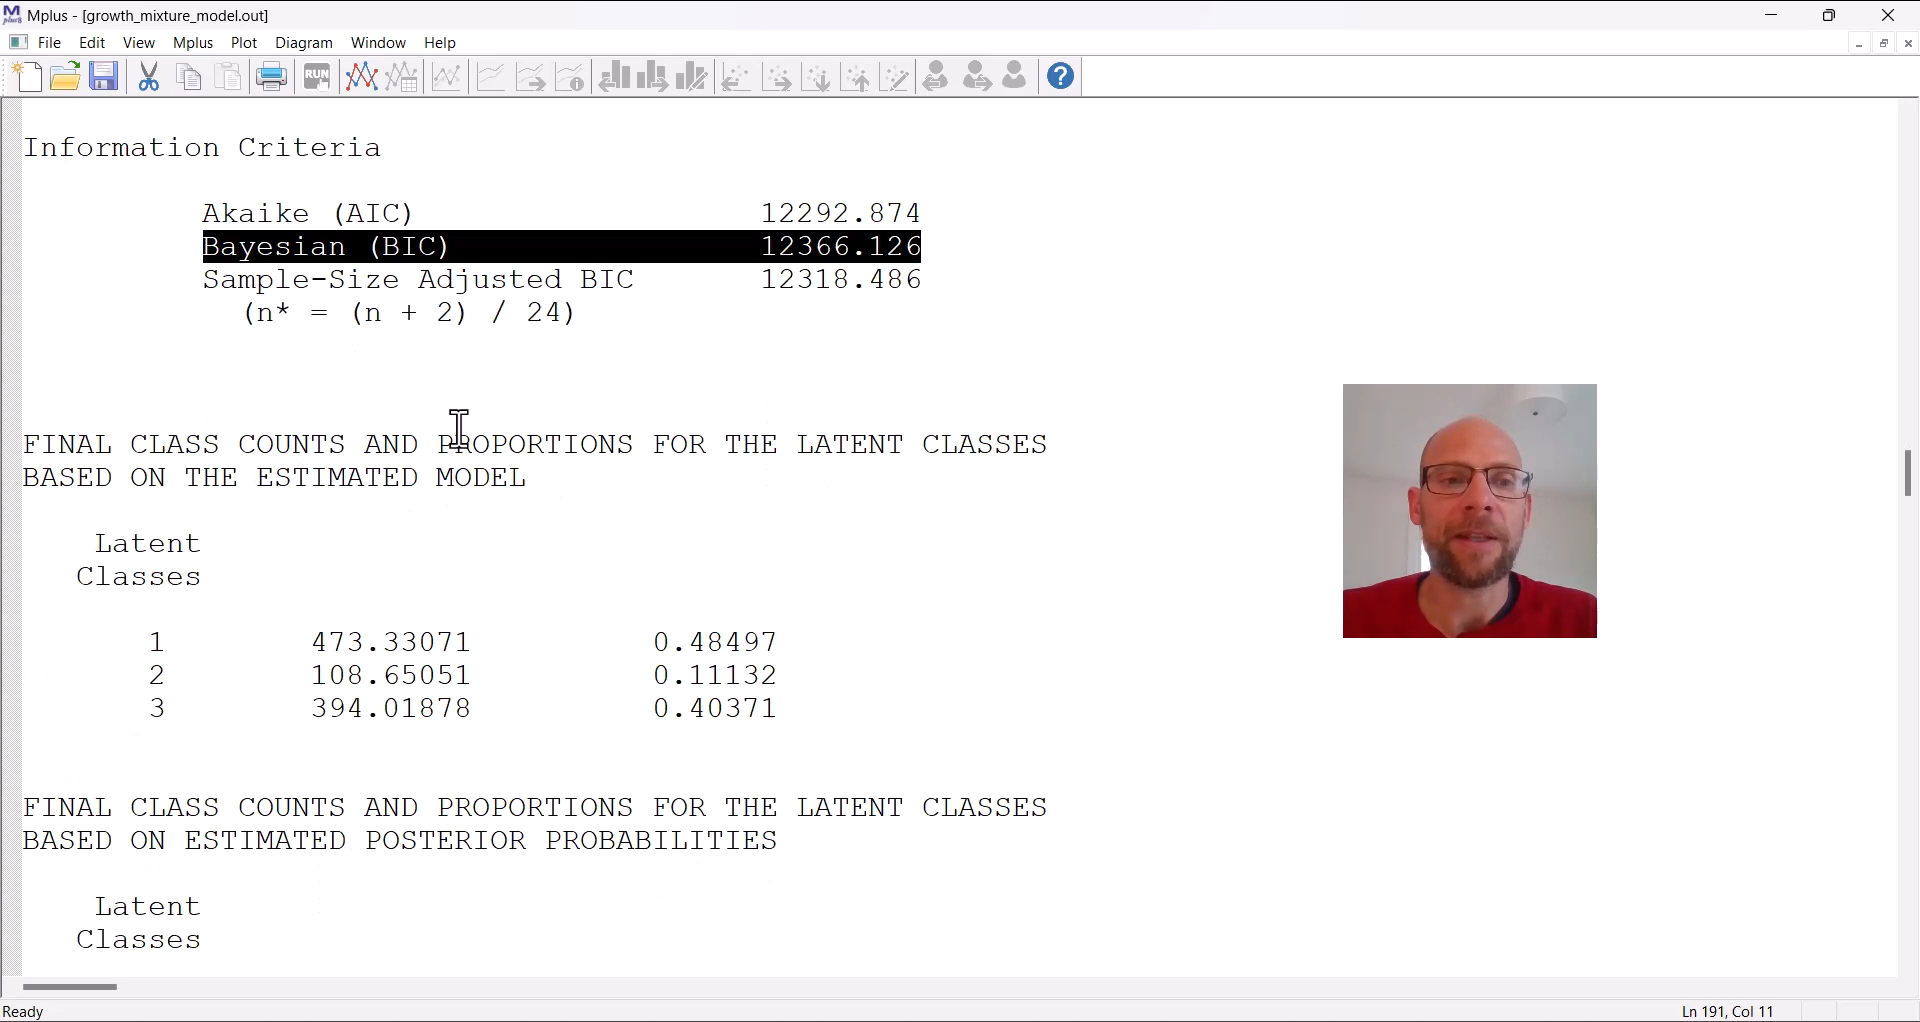 Mplus - [growth_mixture_model.out]
File Edit View Mplus Plot Diagram Window Help
RUN
Information Criteria
Akaike (AIC) 12292.874
Bayesian (BIC) 12366.126
Sample-Size Adjusted BIC 12318.486
(n* = (n + 2) / 24)
FINAL CLASS COUNTS AND PROPORTIONS FOR THE LATENT CLASSES
BASED ON THE ESTIMATED MODEL
Latent
Classes
1 473.33071 0.48497
2 108.65051 0.11132
3 394.01878 0.40371
FINAL CLASS COUNTS AND PROPORTIONS FOR THE LATENT CLASSES
BASED ON ESTIMATED POSTERIOR PROBABILITIES
Latent
Classes
Ready Ln 191, Col 11